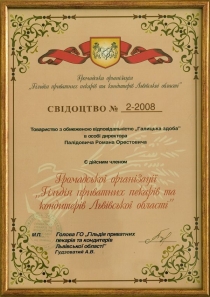 Громадська організація
"Гільдія приватних пекарів та кондитерів Львівської області"
СВІДОЦТВО № 2-2008
Товариство з обмеженою відповідальністю „Галицька здоба"
в особі директора
Палідовича Романа Орестовича
Є дійсним членом
Громадської організації
"Гільдія приватних пекарів та
кондитерів Львівської області"
М.П.
Голова ГО "Гільдія приватних
пекарів та кондитерів
Львівської області"
Гудзоватий А.В.